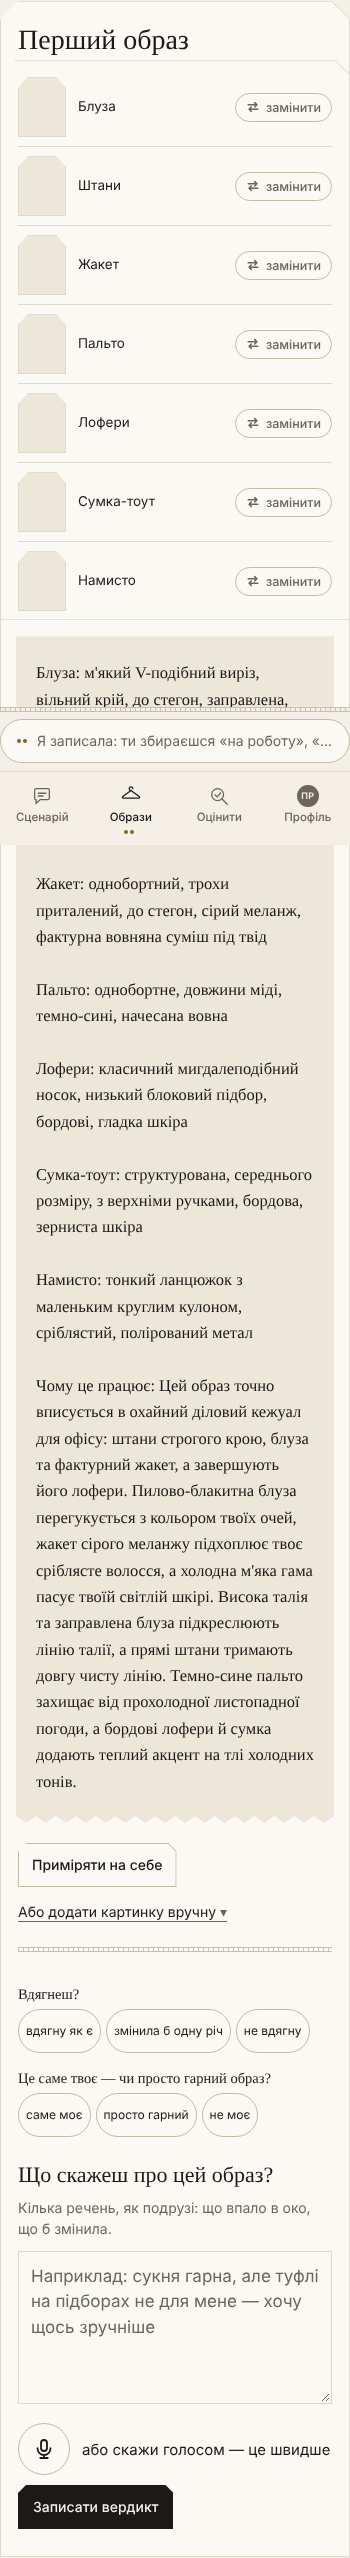 Перший образ
Блуза
замінити
Штани
замінити
Жакет
замінити
Пальто
замінити
Лофери
замінити
Сумка-тоут
замінити
Намисто
замінити
Блуза: м'який V-подібний виріз,
вільний крій, до стегон, заправлена,
Я записала: ти збираєшся «на роботу», «...
Сценарій
Образи
Оцінити
ПР
Профіль
Жакет: однобортний, трохи
приталений, до стегон, сірий меланж,
фактурна вовняна суміш під твід
Пальто: однобортне, довжини міді,
темно-сині, начесана вовна
Лофери: класичний мигдалеподібний
носок, низький блоковий підбор,
бордові, гладка шкіра
Сумка-тоут: структурована, середнього
розміру, з верхніми ручками, бордова,
зерниста шкіра
Намисто: тонкий ланцюжок з
маленьким круглим кулоном,
сріблястий, полірований метал
Чому це працює: Цей образ точно
вписується в охайний діловий кежуал
для офісу: штани строгого крою, блуза
та фактурний жакет, а завершують
його лофери. Пилово-блакитна блуза
перегукується з кольором твоїх очей,
жакет сірого меланжу підхоплює твоє
сріблясте волосся, а холодна м'яка гама
пасує твоїй світлій шкірі. Висока талія
та заправлена блуза підкреслюють
лінію талії, а прямі штани тримають
довгу чисту лінію. Темно-сине пальто
захищає від прохолодної листопадної
погоди, а бордові лофери й сумка
додають теплий акцент на тлі холодних
тонів.
Приміряти на себе
Або додати картинку вручну ▾
Вдягнеш?
вдягну як є
змінила б одну річ
не вдягну
Це саме твоє — чи просто гарний образ?
саме моє
просто гарний
не моє
Що скажеш про цей образ?
Кілька речень, як подрузі: що впало в око,
що б змінила.
Наприклад: сукня гарна, але туфлі
на підборах не для мене — хочу
щось зручніше
або скажи голосом — це швидше
Записати вердикт